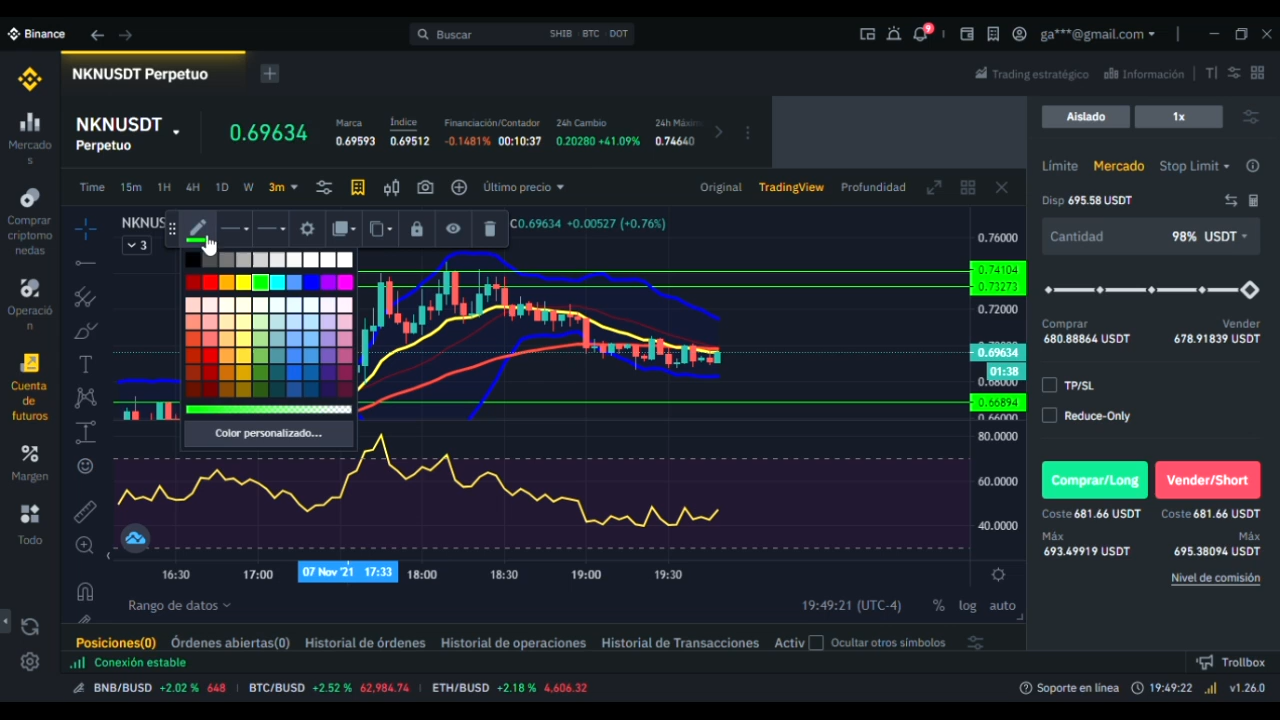 Binance
Buscar
SHIB
BTC
DOT
9
ga***@gmail.com
NKNUSDT Perpetuo
Trading estratégico
Información
Mercado
s
Comprar
criptomo
nedas
Operació
n
Cuenta
de
futuros
Margen
Todo
NKNUSDT
Perpetuo
0.69634
Marca
0.69593
Índice
0.69512
Financiación/Contador
-0.1481% 00:10:37
24h Cambio
0.20280 +41.09%
24h Máxim
0.74640
Time
15m
1H
4H
1D
W
3m
Último precio
Original
TradingView
Profundidad
NKNUS
C0.69634 +0.00527 (+0.76%)
3
Color personalizado...
0.76000
0.74104
0.73273
0.72000
0.69634
01:38
0.68000
0.66894
0.66000
80.0000
60.0000
40.0000
16:30
17:00
07 Nov '21 17:33
18:00
18:30
19:00
19:30
Rango de datos
19:49:21 (UTC-4)
%
log
auto
Aislado
1x
Límite
Mercado
Stop Limit
Disp 695.58 USDT
Cantidad
98% USDT
Comprar
680.88864 USDT
Vender
678.91839 USDT
TP/SL
Reduce-Only
Comprar/Long
Vender/Short
Coste 681.66 USDT
Coste 681.66 USDT
Máx
693.49919 USDT
Máx
695.38094 USDT
Nivel de comisión
Posiciones(0)
Órdenes abiertas(0)
Historial de órdenes
Historial de operaciones
Historial de Transacciones
Activ
Ocultar otros símbolos
Conexión estable
Trollbox
BNB/BUSD +2.02 % 648
BTC/BUSD +2.52 % 62,984.74
ETH/BUSD +2.18 % 4,606.32
Soporte en línea
19:49:22
v1.26.0